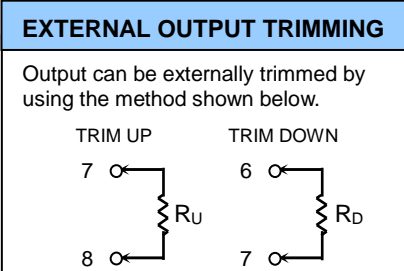 EXTERNAL OUTPUT TRIMMING
Output can be externally trimmed by
using the method shown below.
TRIM UP TRIM DOWN
7 6
RU RD
8 7